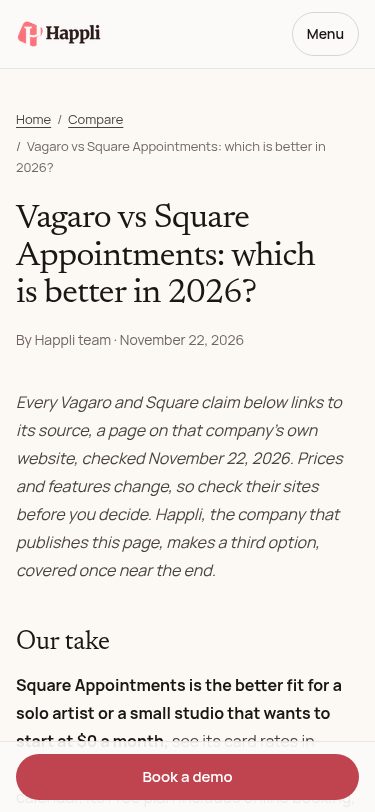 Happli
Menu
Home / Compare
/ Vagaro vs Square Appointments: which is better in
2026?
Vagaro vs Square
Appointments: which
is better in 2026?
By Happli team · November 22, 2026
Every Vagaro and Square claim below links to
its source, a page on that company's own
website, checked November 22, 2026. Prices
and features change, so check their sites
before you decide. Happli, the company that
publishes this page, makes a third option,
covered once near the end.
Our take
Square Appointments is the better fit for a
solo artist or a small studio that wants to
start at $0 a month, see its card rates in
Book a demo